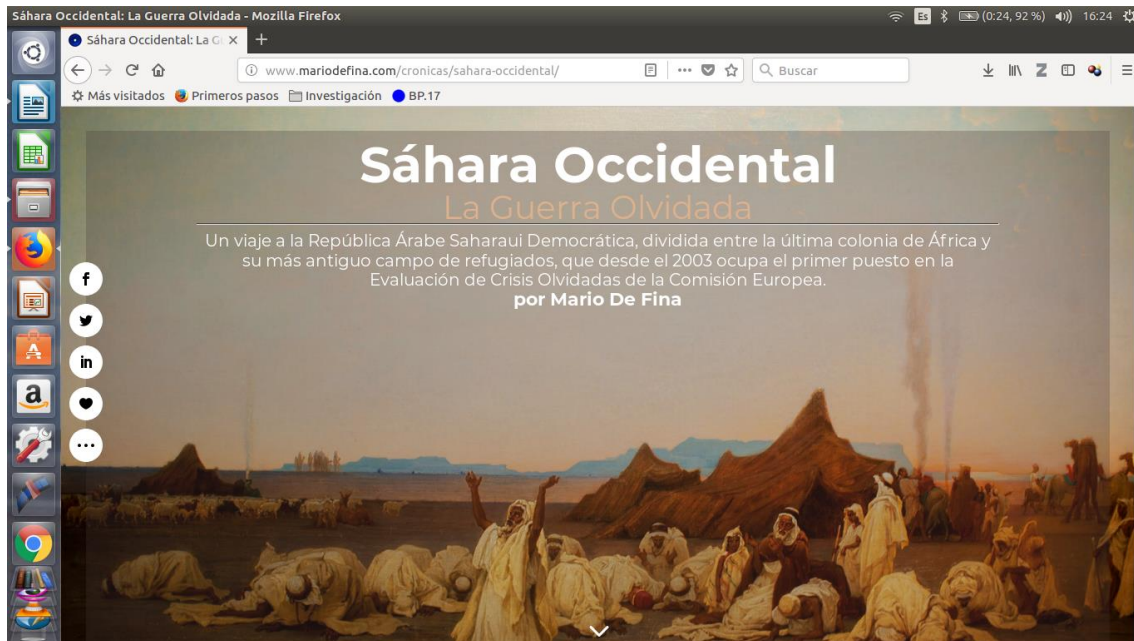 Sáhara Occidental: La Guerra Olvidada - Mozilla Firefox
Es (0:24, 92 %) 16:24
Sáhara Occidental: La G
www.mariodefina.com/cronicas/sahara-occidental/ Buscar
Más visitados Primeros pasos Investigación BP.17
Sáhara Occidental
La Guerra Olvidada
Un viaje a la República Árabe Saharaui Democrática, dividida entre la última colonia de África y
su más antiguo campo de refugiados, que desde el 2003 ocupa el primer puesto en la
Evaluación de Crisis Olvidadas de la Comisión Europea.
por Mario De Fina
f
in
a